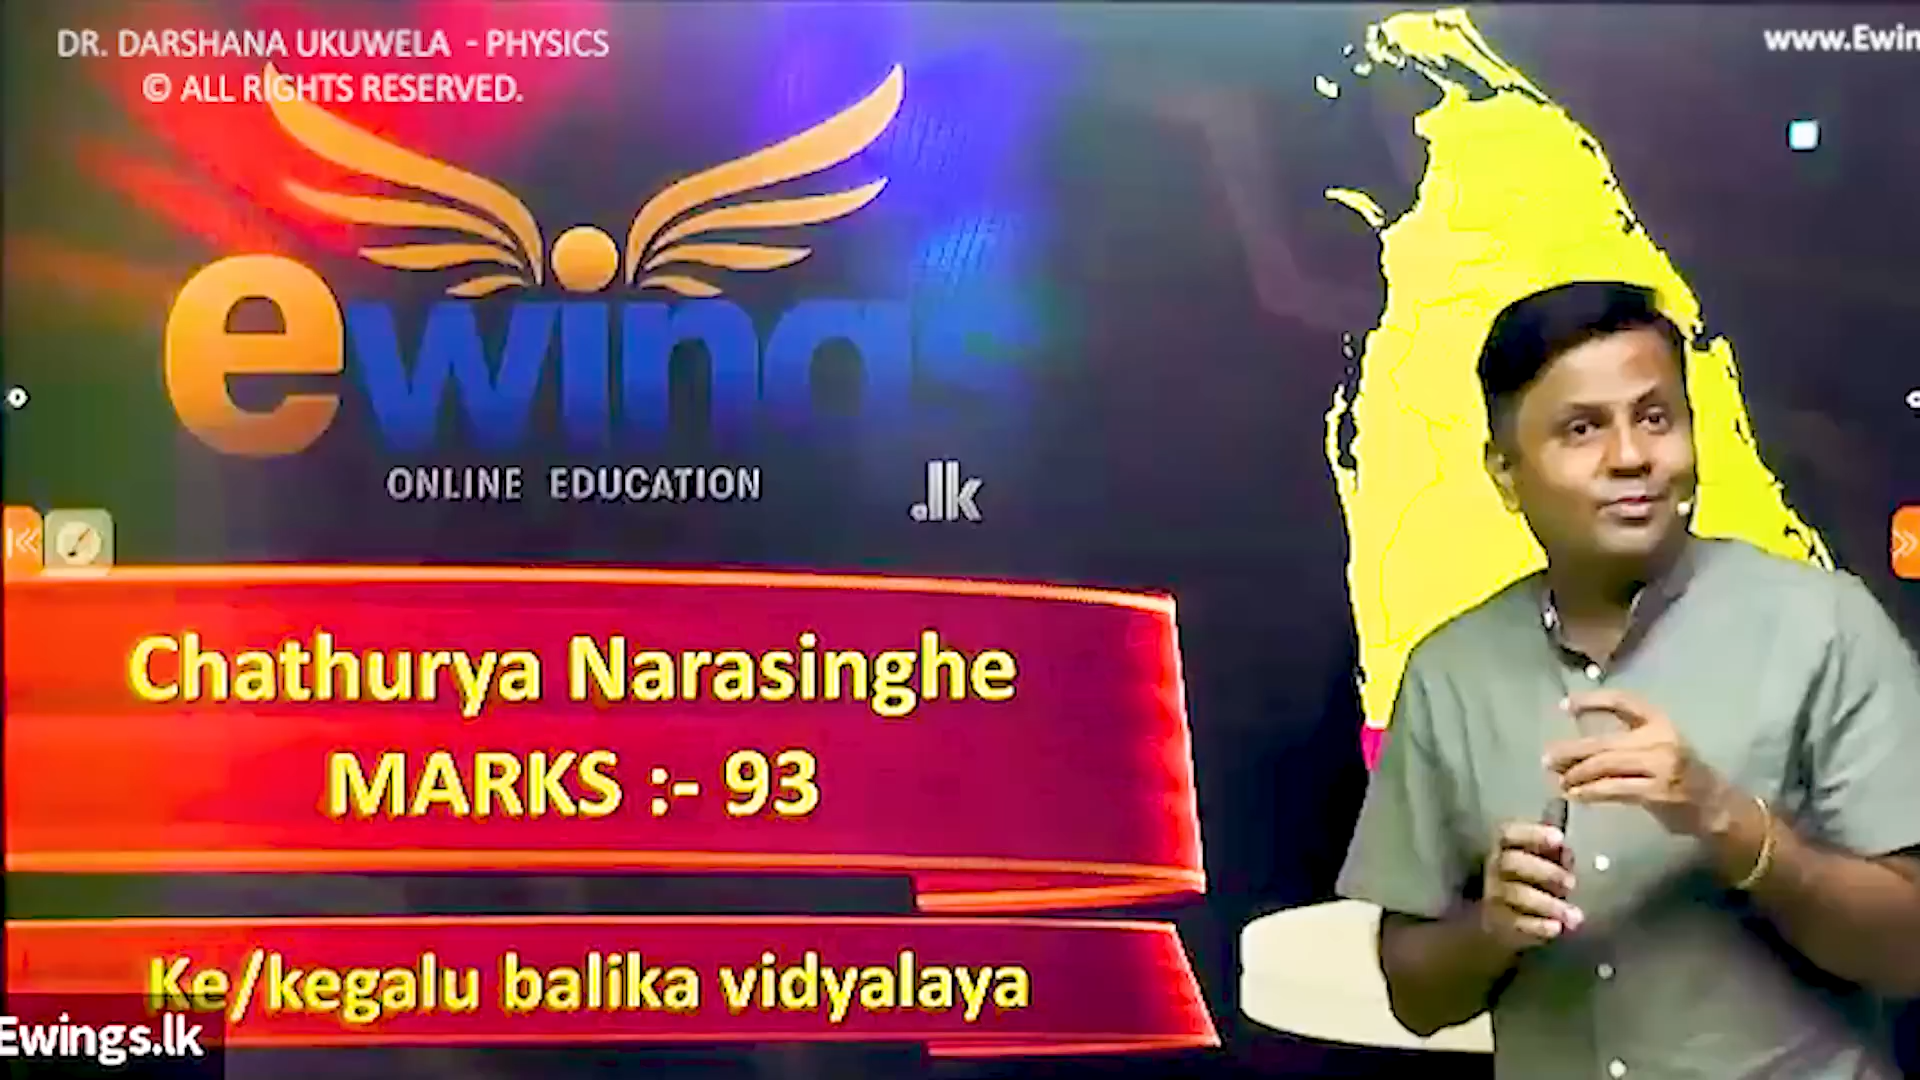 DR. DARSHANA UKUWELA - PHYSICS
© ALL RIGHTS RESERVED.
www.Ewin
ewings
ONLINE EDUCATION
.lk
Chathurya Narasinghe
MARKS :- 93
Ke/kegalu balika vidyalaya
Ewings.lk